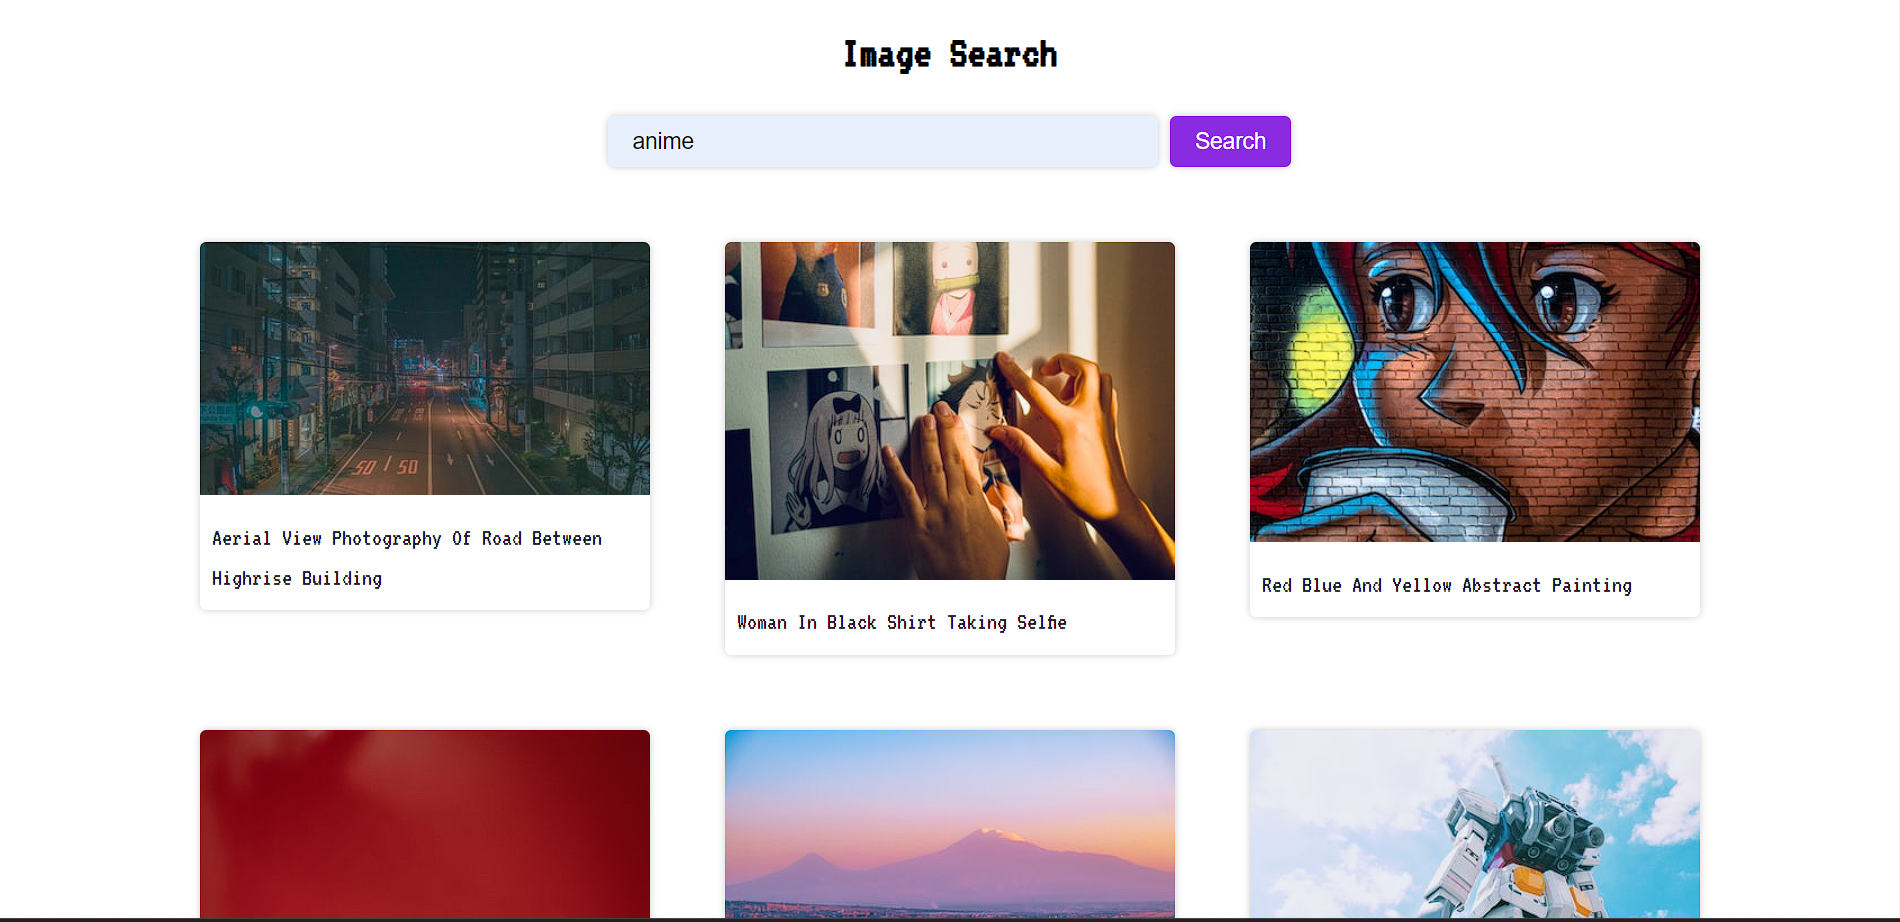 Image Search
anime
Search
50 / 50
Aerial View Photography Of Road Between
Highrise Building
Woman In Black Shirt Taking Selfie
Red Blue And Yellow Abstract Painting